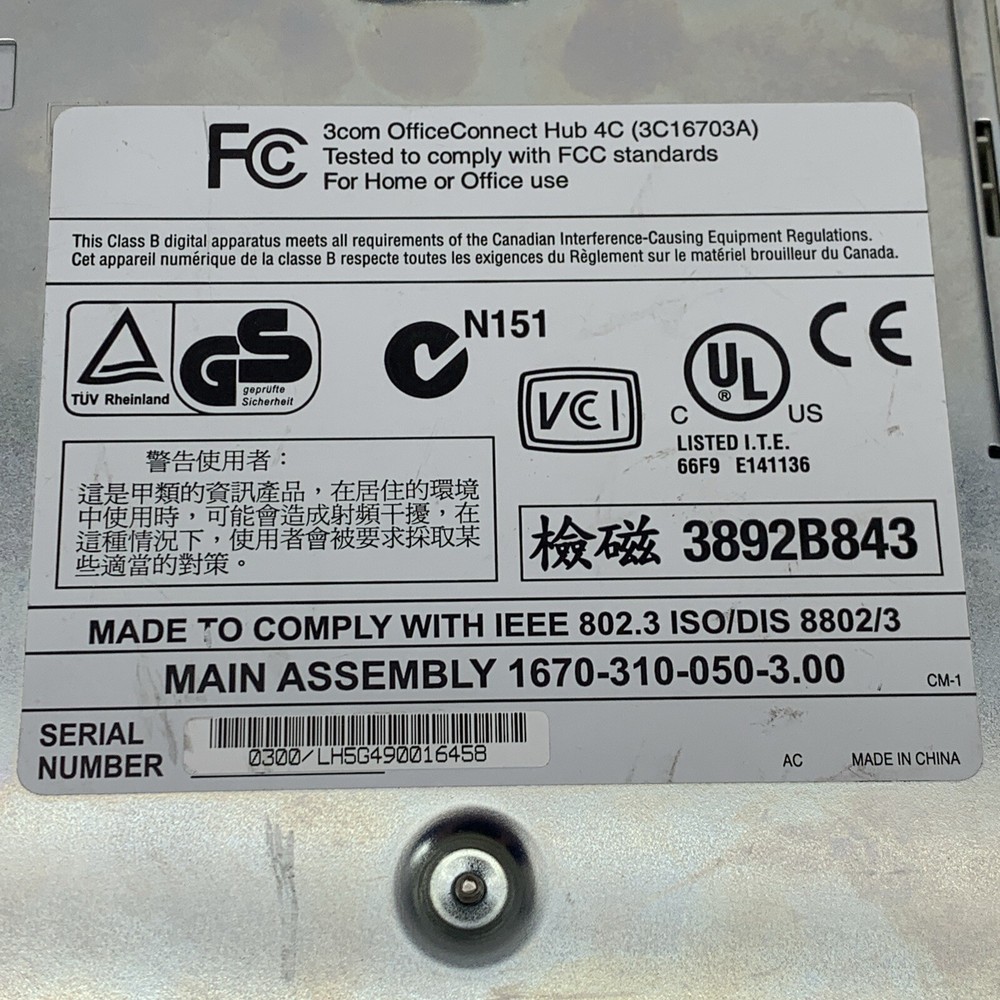 FC 3com OfficeConnect Hub 4C (3C16703A)
Tested to comply with FCC standards
For Home or Office use
This Class B digital apparatus meets all requirements of the Canadian Interference-Causing Equipment Regulations.
Cet appareil numérique de la classe B respecte toutes les exigences du Règlement sur le matériel brouilleur du Canada.
TÜV Rheinland
GS
geprüfte
Sicherheit
N151
VCI
C UL ® US
LISTED I.T.E.
66F9 E141136
CE
警告使用者：
這是甲類的資訊產品，在居住的環境
中使用時，可能會造成射頻干擾，在
這種情況下，使用者會被要求採取某
些適當的對策。
檢磁 3892B843
MADE TO COMPLY WITH IEEE 802.3 ISO/DIS 8802/3
MAIN ASSEMBLY 1670-310-050-3.00
CM-1
SERIAL
NUMBER
0300/LH5G490016458
AC
MADE IN CHINA